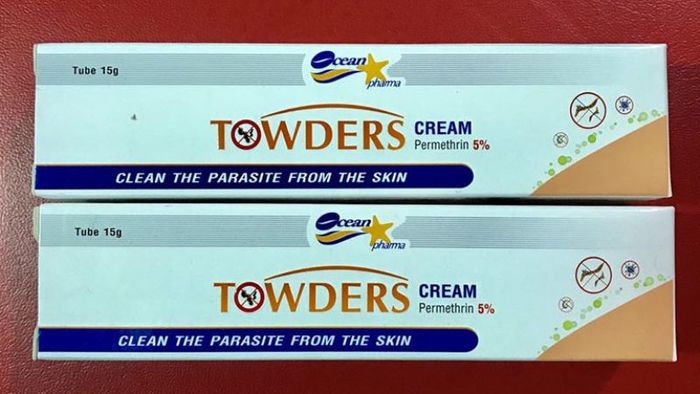 Tube 15g
Ocean
pharma
TOWDERS CREAM
Permethrin 5%
CLEAN THE PARASITE FROM THE SKIN
Tube 15g
Ocean
pharma
TOWDERS CREAM
Permethrin 5%
CLEAN THE PARASITE FROM THE SKIN